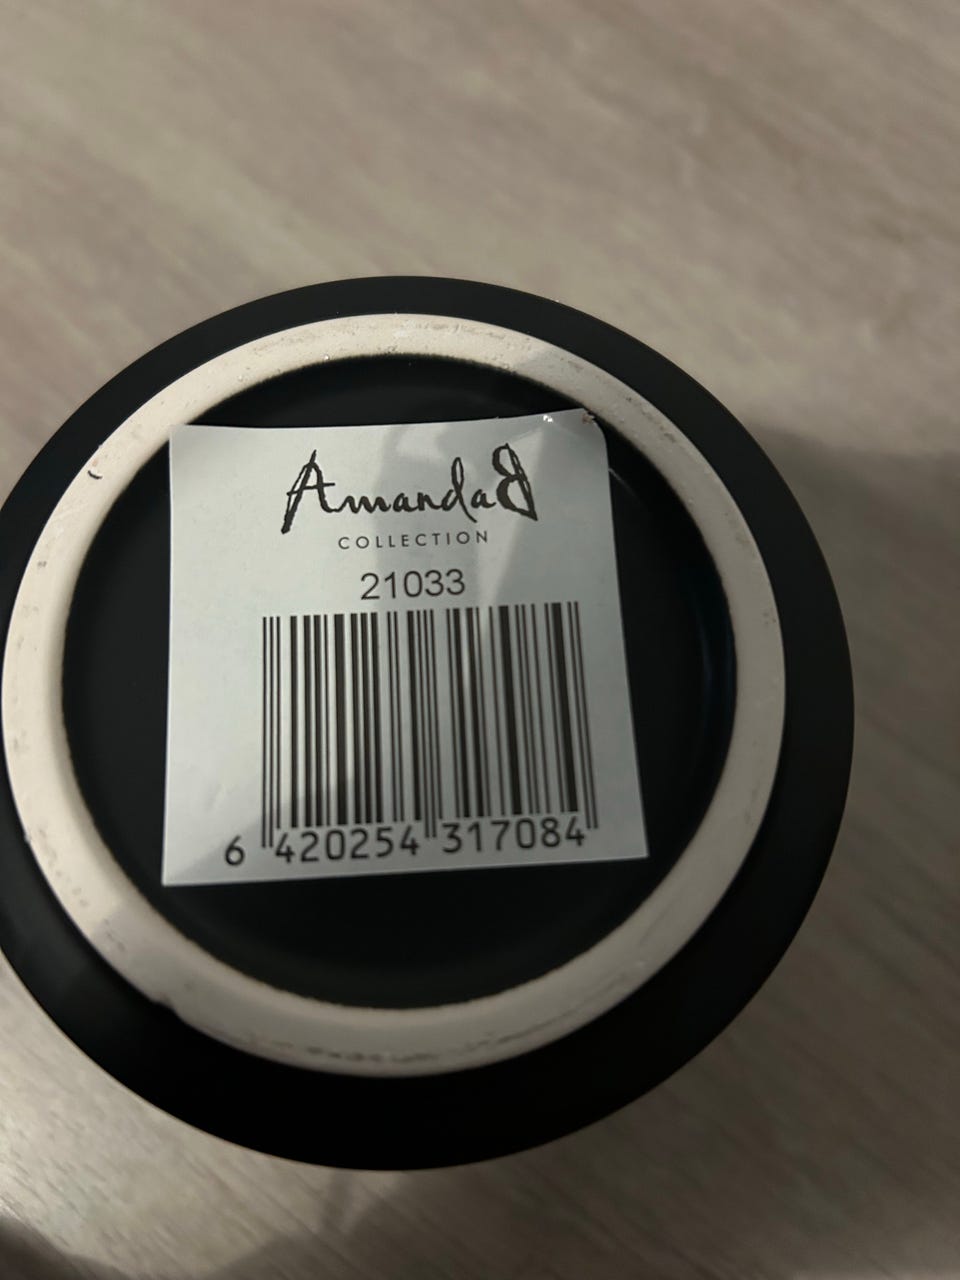 AmandaB
COLLECTION
21033
6 420254 317084